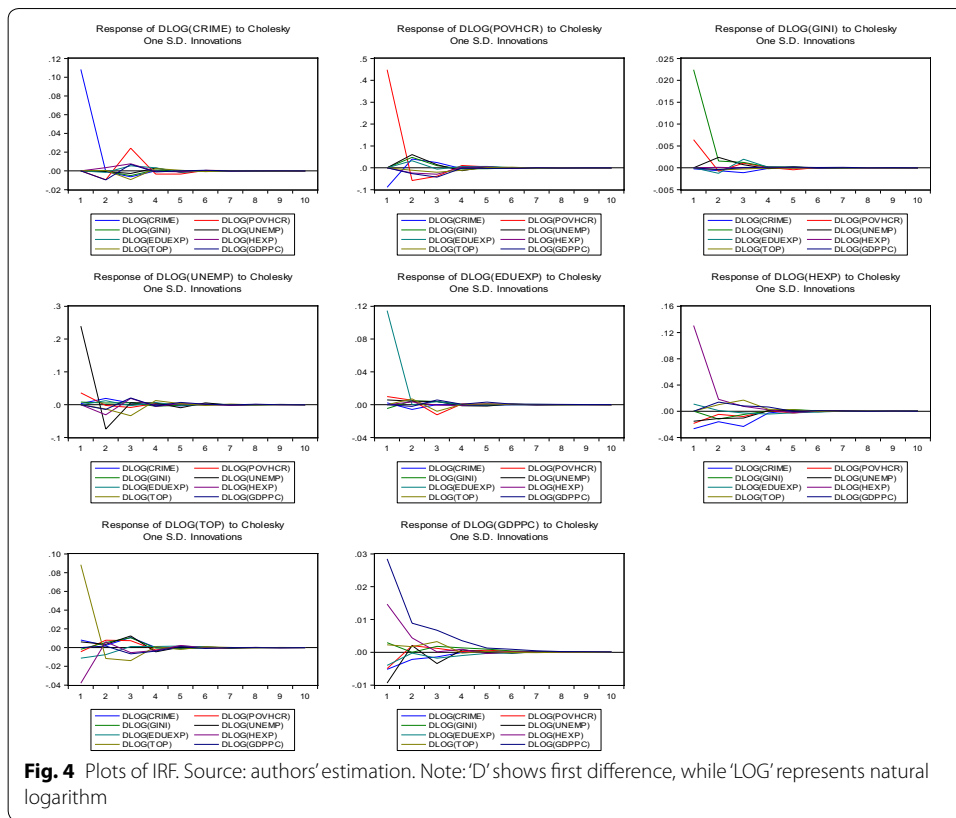 Response of DLOG(CRIME) to Cholesky
One S.D. Innovations
.12
.10
.08
.06
.04
.02
.00
-.02
1 2 3 4 5 6 7 8 9 10
DLOG(CRIME) DLOG(POVHCR)
DLOG(GINI) DLOG(UNEMP)
DLOG(EDUEXP) DLOG(HEXP)
DLOG(TOP) DLOG(GDPPC)
Response of DLOG(POVHCR) to Cholesky
One S.D. Innovations
.5
.4
.3
.2
.1
.0
-.1
1 2 3 4 5 6 7 8 9 10
DLOG(CRIME) DLOG(POVHCR)
DLOG(GINI) DLOG(UNEMP)
DLOG(EDUEXP) DLOG(HEXP)
DLOG(TOP) DLOG(GDPPC)
Response of DLOG(GINI) to Cholesky
One S.D. Innovations
.025
.020
.015
.010
.005
.000
-.005
1 2 3 4 5 6 7 8 9 10
DLOG(CRIME) DLOG(POVHCR)
DLOG(GINI) DLOG(UNEMP)
DLOG(EDUEXP) DLOG(HEXP)
DLOG(TOP) DLOG(GDPPC)
Response of DLOG(UNEMP) to Cholesky
One S.D. Innovations
.3
.2
.1
.0
-.1
1 2 3 4 5 6 7 8 9 10
DLOG(CRIME) DLOG(POVHCR)
DLOG(GINI) DLOG(UNEMP)
DLOG(EDUEXP) DLOG(HEXP)
DLOG(TOP) DLOG(GDPPC)
Response of DLOG(EDUEXP) to Cholesky
One S.D. Innovations
.12
.08
.04
.00
-.04
1 2 3 4 5 6 7 8 9 10
DLOG(CRIME) DLOG(POVHCR)
DLOG(GINI) DLOG(UNEMP)
DLOG(EDUEXP) DLOG(HEXP)
DLOG(TOP) DLOG(GDPPC)
Response of DLOG(HEXP) to Cholesky
One S.D. Innovations
.16
.12
.08
.04
.00
-.04
1 2 3 4 5 6 7 8 9 10
DLOG(CRIME) DLOG(POVHCR)
DLOG(GINI) DLOG(UNEMP)
DLOG(EDUEXP) DLOG(HEXP)
DLOG(TOP) DLOG(GDPPC)
Response of DLOG(TOP) to Cholesky
One S.D. Innovations
.10
.08
.06
.04
.02
.00
-.02
-.04
1 2 3 4 5 6 7 8 9 10
DLOG(CRIME) DLOG(POVHCR)
DLOG(GINI) DLOG(UNEMP)
DLOG(EDUEXP) DLOG(HEXP)
DLOG(TOP) DLOG(GDPPC)
Response of DLOG(GDPPC) to Cholesky
One S.D. Innovations
.03
.02
.01
.00
-.01
1 2 3 4 5 6 7 8 9 10
DLOG(CRIME) DLOG(POVHCR)
DLOG(GINI) DLOG(UNEMP)
DLOG(EDUEXP) DLOG(HEXP)
DLOG(TOP) DLOG(GDPPC)
Fig. 4 Plots of IRF. Source: authors' estimation. Note: 'D' shows first difference, while 'LOG' represents natural
logarithm